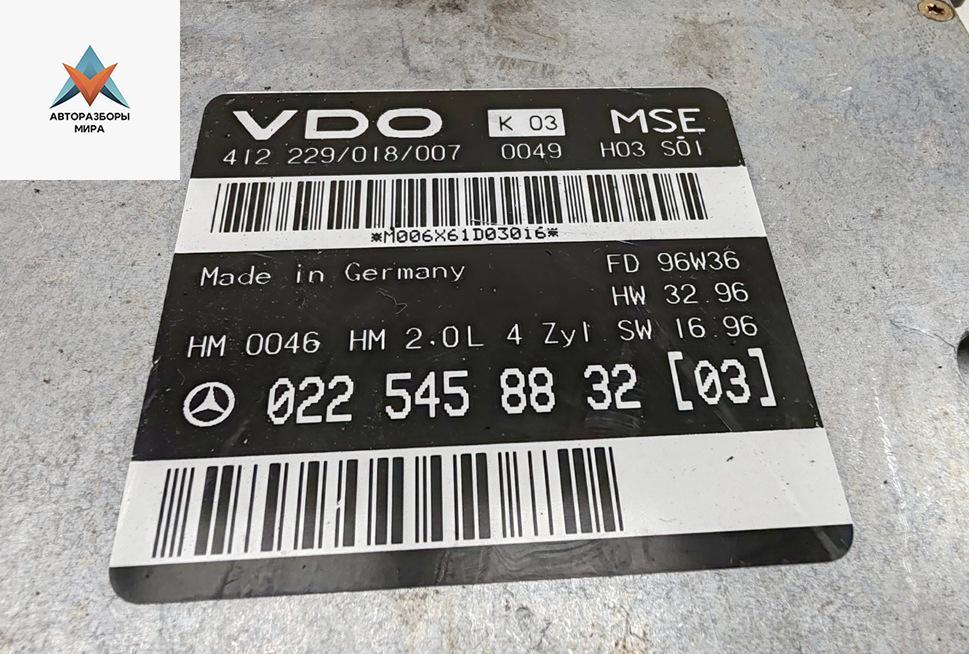 АВТОРАЗБОРЫ
МИРА
VDO K 03 MSE
412 229/018/007 0049 H03 S01
*M006X61D03016*
Made in Germany FD 96W36
HW 32.96
HM 0046 HM 2.0L 4 Zyl SW 16.96
022 545 88 32 [03]